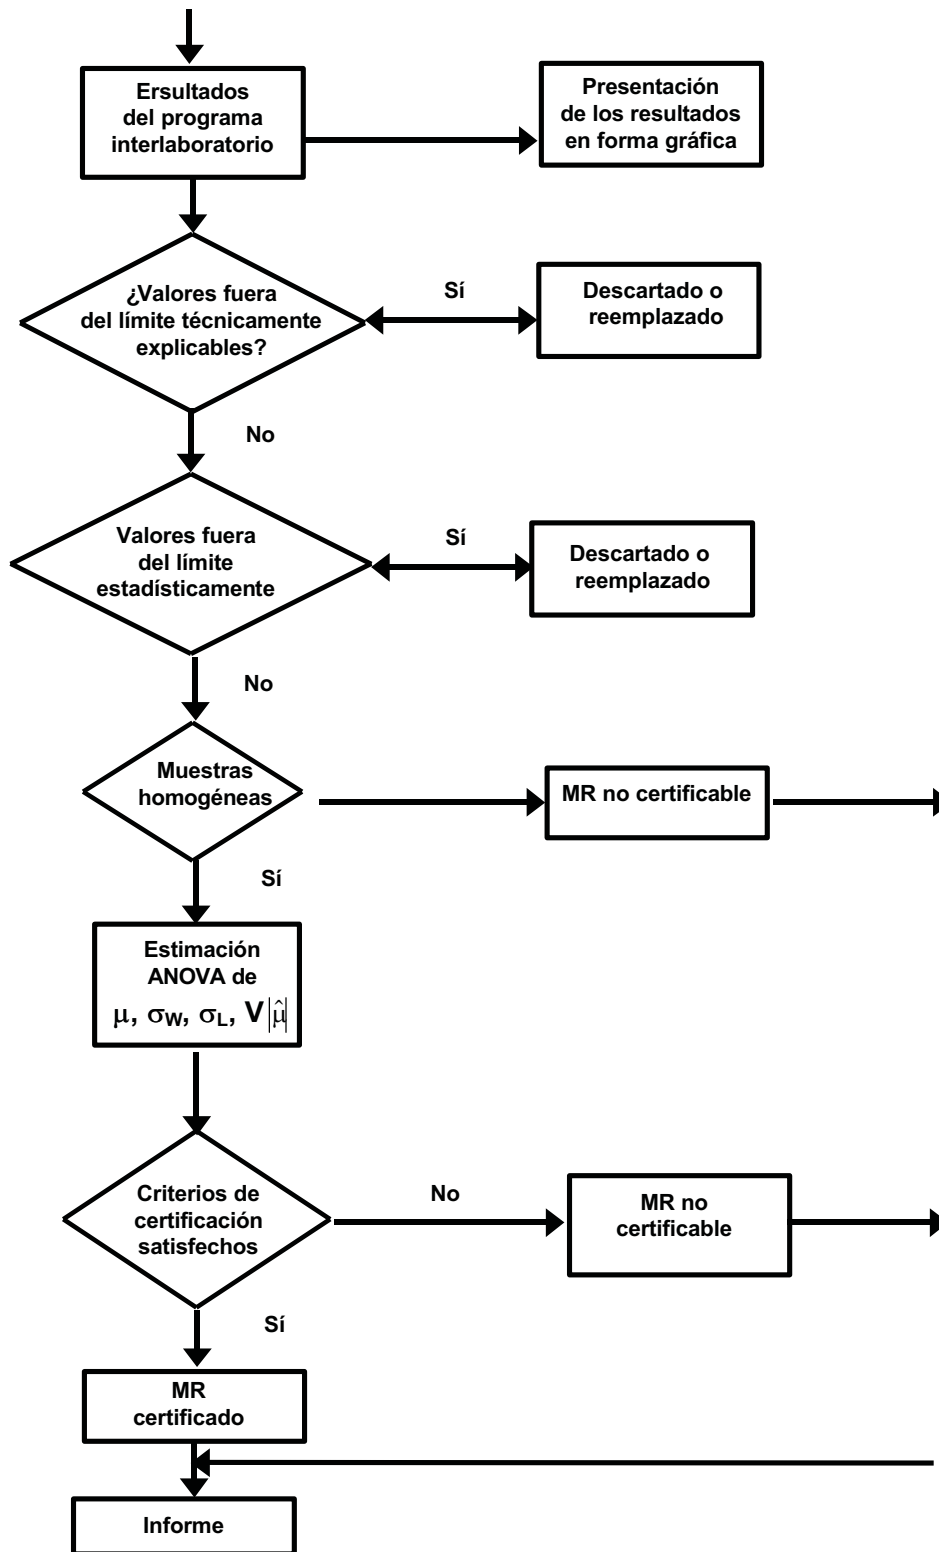 Ersultados
del programa
interlaboratorio
Presentación
de los resultados
en forma gráfica
¿Valores fuera
del límite técnicamente
explicables?
Sí
Descartado o
reemplazado
No
Valores fuera
del límite
estadísticamente
Sí
Descartado o
reemplazado
No
Muestras
homogéneas
MR no certificable
Sí
Estimación
ANOVA de
μ, σW, σL, V|μ̂|
Criterios de
certificación
satisfechos
No
MR no
certificable
Sí
MR
certificado
Informe